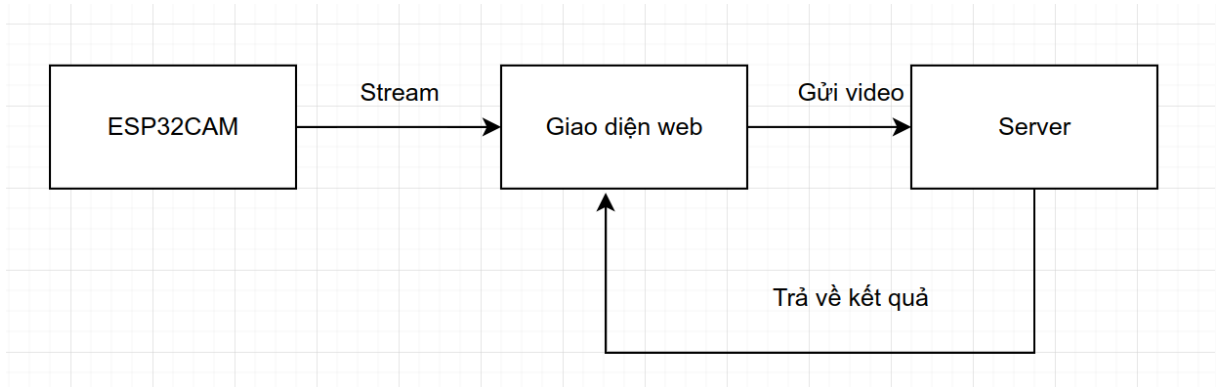 ESP32CAM
Stream
Giao diện web
Gửi video
Server
Trả về kết quả